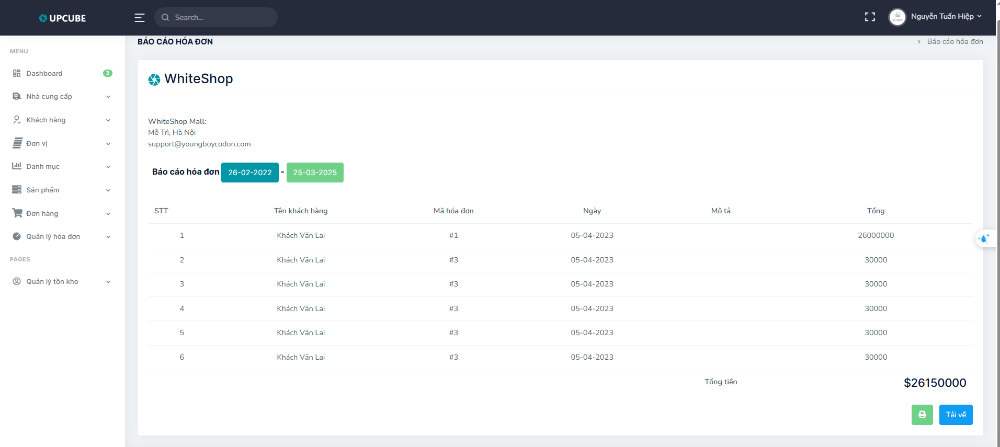 UPCUBE
Search...
Nguyễn Tuấn Hiệp
MENU
Dashboard 3
Nhà cung cấp
Khách hàng
Đơn vị
Danh mục
Sản phẩm
Đơn hàng
Quản lý hóa đơn
PAGES
Quản lý tồn kho
BÁO CÁO HÓA ĐƠN
Báo cáo hóa đơn
WhiteShop
WhiteShop Mall:
Mễ Trì, Hà Nội
support@youngboycodon.com
Báo cáo hóa đơn 26-02-2022 - 25-03-2025
STT Tên khách hàng Mã hóa đơn Ngày Mô tả Tổng
1 Khách Vãn Lai #1 05-04-2023 26000000
2 Khách Vãn Lai #3 05-04-2023 30000
3 Khách Vãn Lai #3 05-04-2023 30000
4 Khách Vãn Lai #3 05-04-2023 30000
5 Khách Vãn Lai #3 05-04-2023 30000
6 Khách Vãn Lai #3 05-04-2023 30000
Tổng tiền $26150000
Tải về